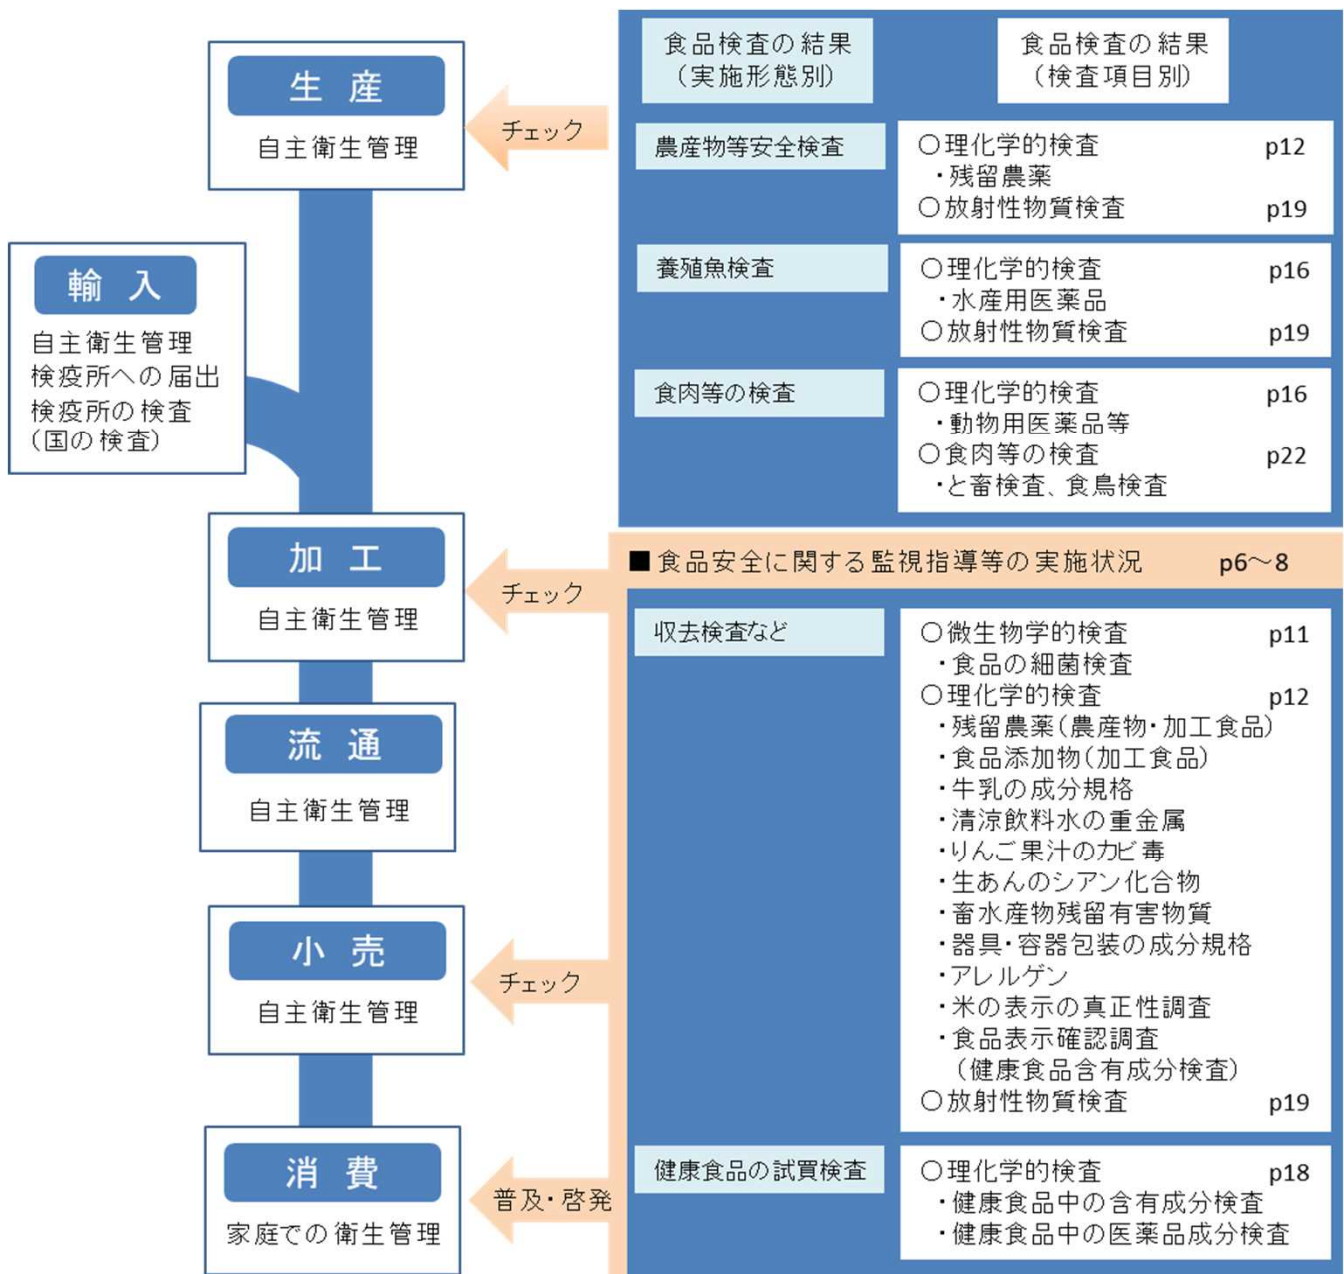 生 産
自主衛生管理
輸 入
自主衛生管理
検疫所への届出
検疫所の検査
(国の検査)
加 工
自主衛生管理
流 通
自主衛生管理
小 売
自主衛生管理
消 費
家庭での衛生管理
チェック
チェック
チェック
普及・啓発
食品検査の結果
(実施形態別)
食品検査の結果
(検査項目別)
農産物等安全検査
○理化学的検査 p12
・残留農薬
○放射性物質検査 p19
養殖魚検査
○理化学的検査 p16
・水産用医薬品
○放射性物質検査 p19
食肉等の検査
○理化学的検査 p16
・動物用医薬品等
○食肉等の検査 p22
・と畜検査、食鳥検査
■食品安全に関する監視指導等の実施状況 p6～8
収去検査など
○微生物学的検査 p11
・食品の細菌検査
○理化学的検査 p12
・残留農薬(農産物・加工食品)
・食品添加物(加工食品)
・牛乳の成分規格
・清涼飲料水の重金属
・りんご果汁のカビ毒
・生あんのシアン化合物
・畜水産物残留有害物質
・器具・容器包装の成分規格
・アレルゲン
・米の表示の真正性調査
・食品表示確認調査
(健康食品含有成分検査)
○放射性物質検査 p19
健康食品の試買検査
○理化学的検査 p18
・健康食品中の含有成分検査
・健康食品中の医薬品成分検査